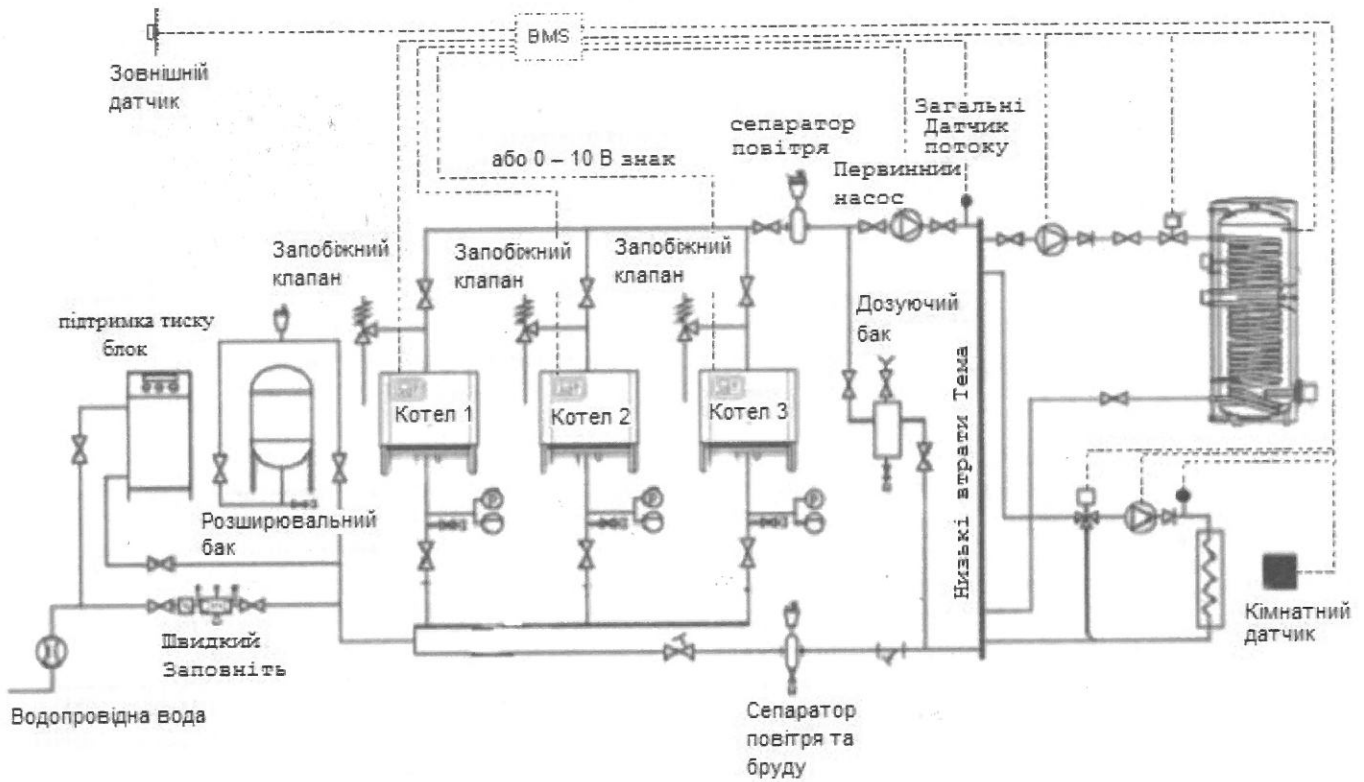 BMS
Зовнішній
датчик
або 0 – 10 В знак
сепаратор
повітря
Загальні
Датчик
потоку
Первинний
насос
Запобіжний
клапан
Запобіжний
клапан
Запобіжний
клапан
підтримка тиску
блок
Дозуючий
бак
Котел 1
Котел 2
Котел 3
Низькі втрати Тема
Розширювальний
бак
P
P
P
Швидкий
Заповніть
Водопровідна вода
Сепаратор
повітря та
бруду
Кімнатний
датчик